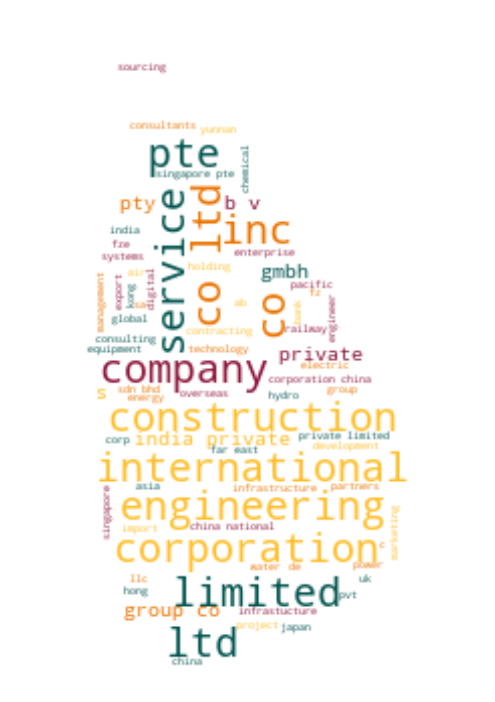 sourcing
consultants yunnan
pte
chemical
singapore pte
service
co ltd
pty
b v
inc
india
fze
systems
enterprise
holding
gmbh
air
management
export
kong
digital
pacific
fz
global
ab
co
bank
engineer
contracting
railway
consulting
equipment
technology
private
company
electric
corporation china
sdn bhd
group
s
energy
overseas
hydro
construction
corp
india private
private limited
far east
development
international
asia
infrastructure
partners
singapore
engineering
marketing
import
china national
corporation
c
water de
power
llc
uk
hong
limited
pvt
group co
infrastucture
project
japan
ltd
china